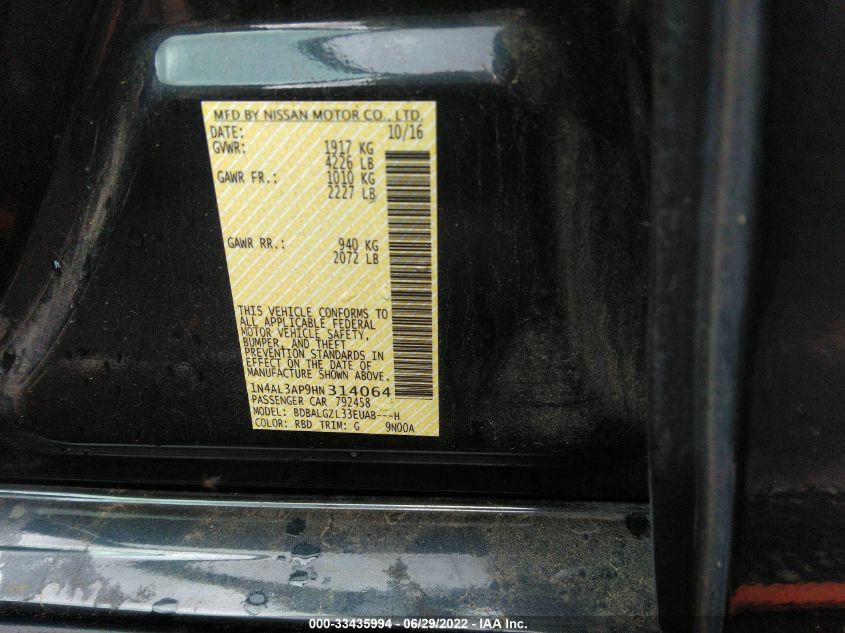 MFD BY NISSAN MOTOR CO., LTD.
DATE: 10/16
GVWR: 1917 KG
4226 LB
GAWR FR.: 1010 KG
2227 LB
GAWR RR.: 940 KG
2072 LB
THIS VEHICLE CONFORMS TO
ALL APPLICABLE FEDERAL
MOTOR VEHICLE SAFETY,
BUMPER, AND THEFT
PREVENTION STANDARDS IN
EFFECT ON THE DATE OF
MANUFACTURE SHOWN ABOVE.
1N4AL3AP9HN314064
PASSENGER CAR 792458
MODEL: BDBALGZL33EUAB---H
COLOR: RBD TRIM: G 9N00A
000-33435994 - 06/29/2022 - IAA Inc.